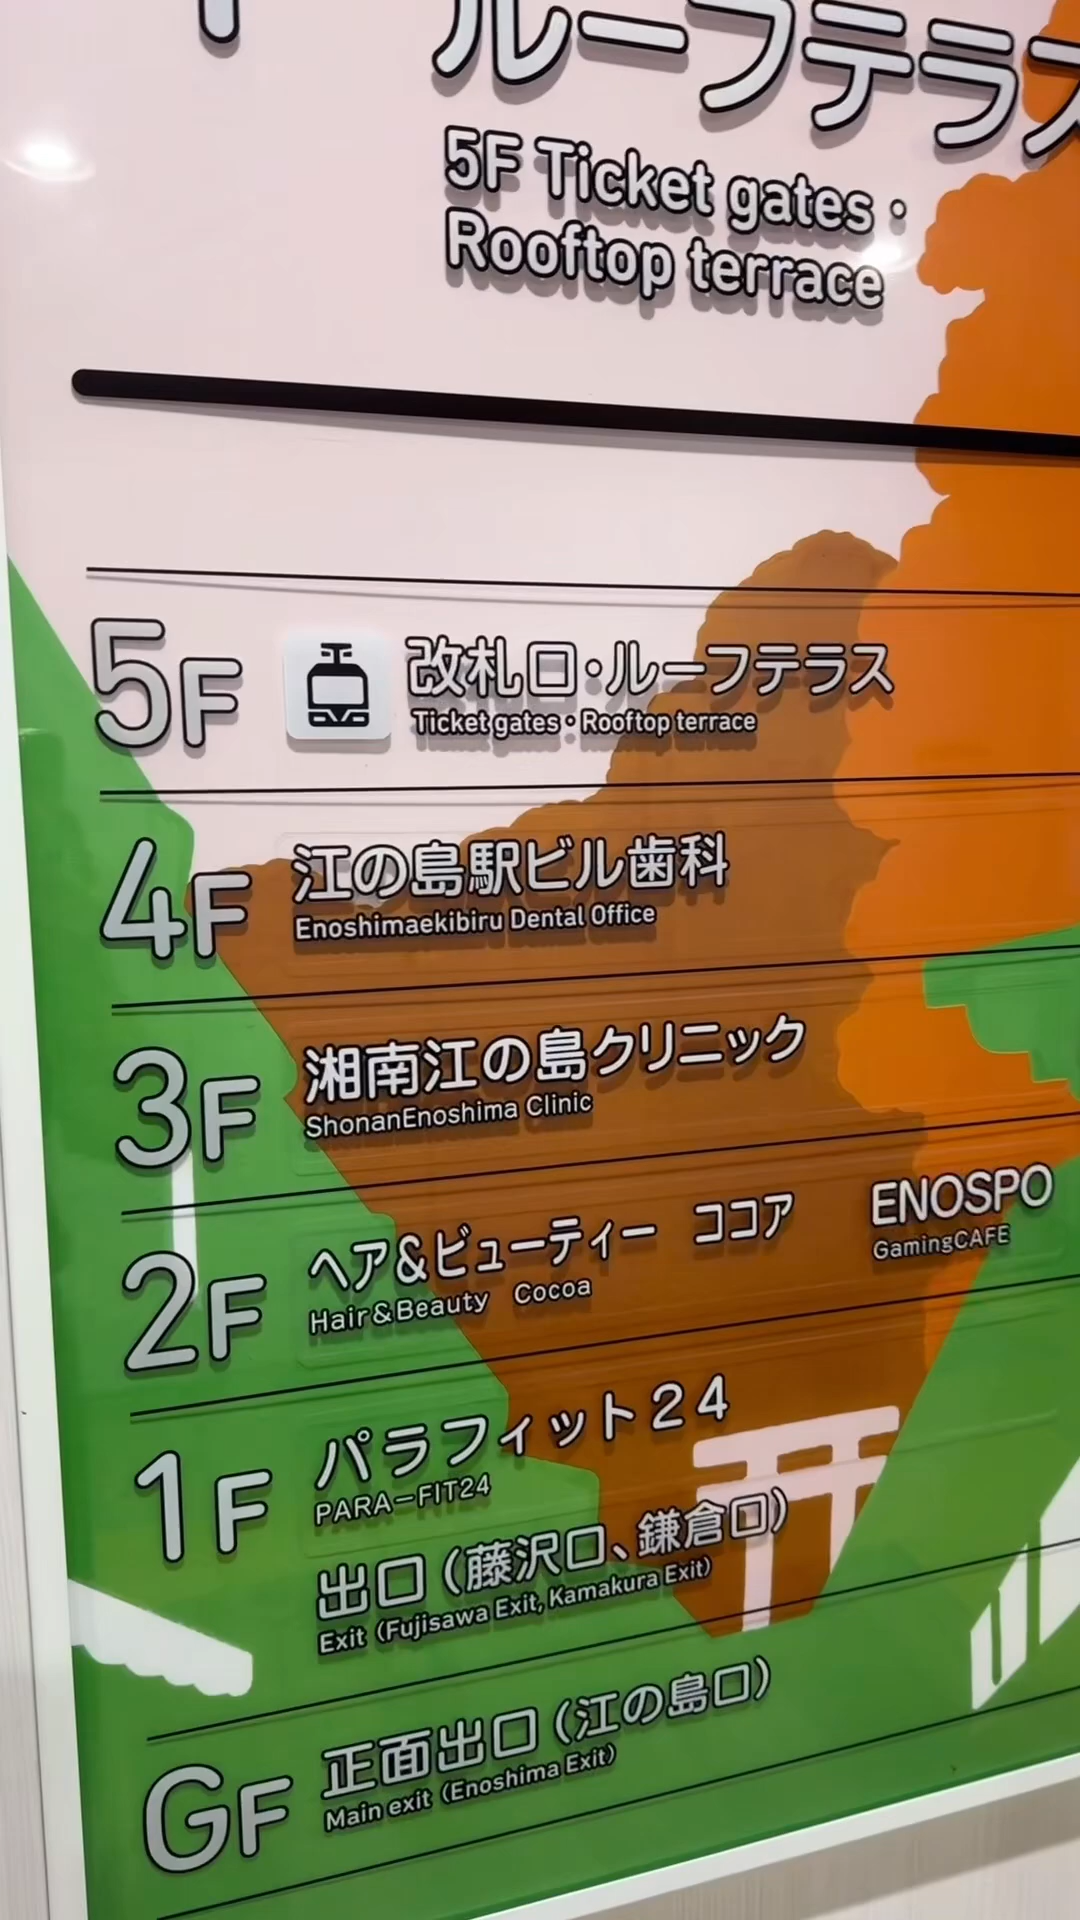 ルーフテラス
5F Ticket gates・
Rooftop terrace
5F 改札口・ルーフテラス
Ticket gates・Rooftop terrace
4F 江の島駅ビル歯科
Enoshimaekibiru Dental Office
3F 湘南江の島クリニック
ShonanEnoshima Clinic
2F ヘア&ビューティー ココア ENOSPO
Hair&Beauty Cocoa GamingCAFE
1F パラフィット24
PARA-FIT24
出口(藤沢口、鎌倉口)
Exit (Fujisawa Exit, Kamakura Exit)
GF 正面出口(江の島口)
Main exit (Enoshima Exit)